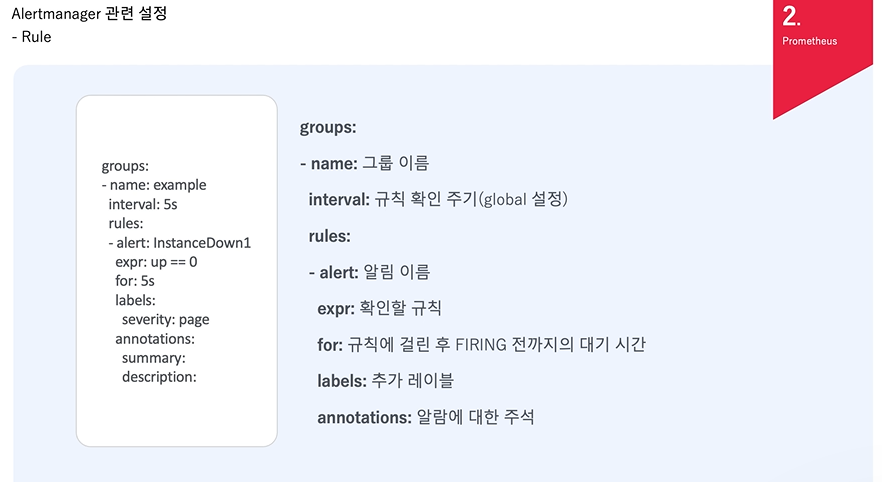 Alertmanager 관련 설정
- Rule
2.
Prometheus
groups:
- name: example
interval: 5s
rules:
- alert: InstanceDown1
expr: up == 0
for: 5s
labels:
severity: page
annotations:
summary:
description:
groups:
- name: 그룹 이름
interval: 규칙 확인 주기(global 설정)
rules:
- alert: 알림 이름
expr: 확인할 규칙
for: 규칙에 걸린 후 FIRING 전까지의 대기 시간
labels: 추가 레이블
annotations: 알람에 대한 주석